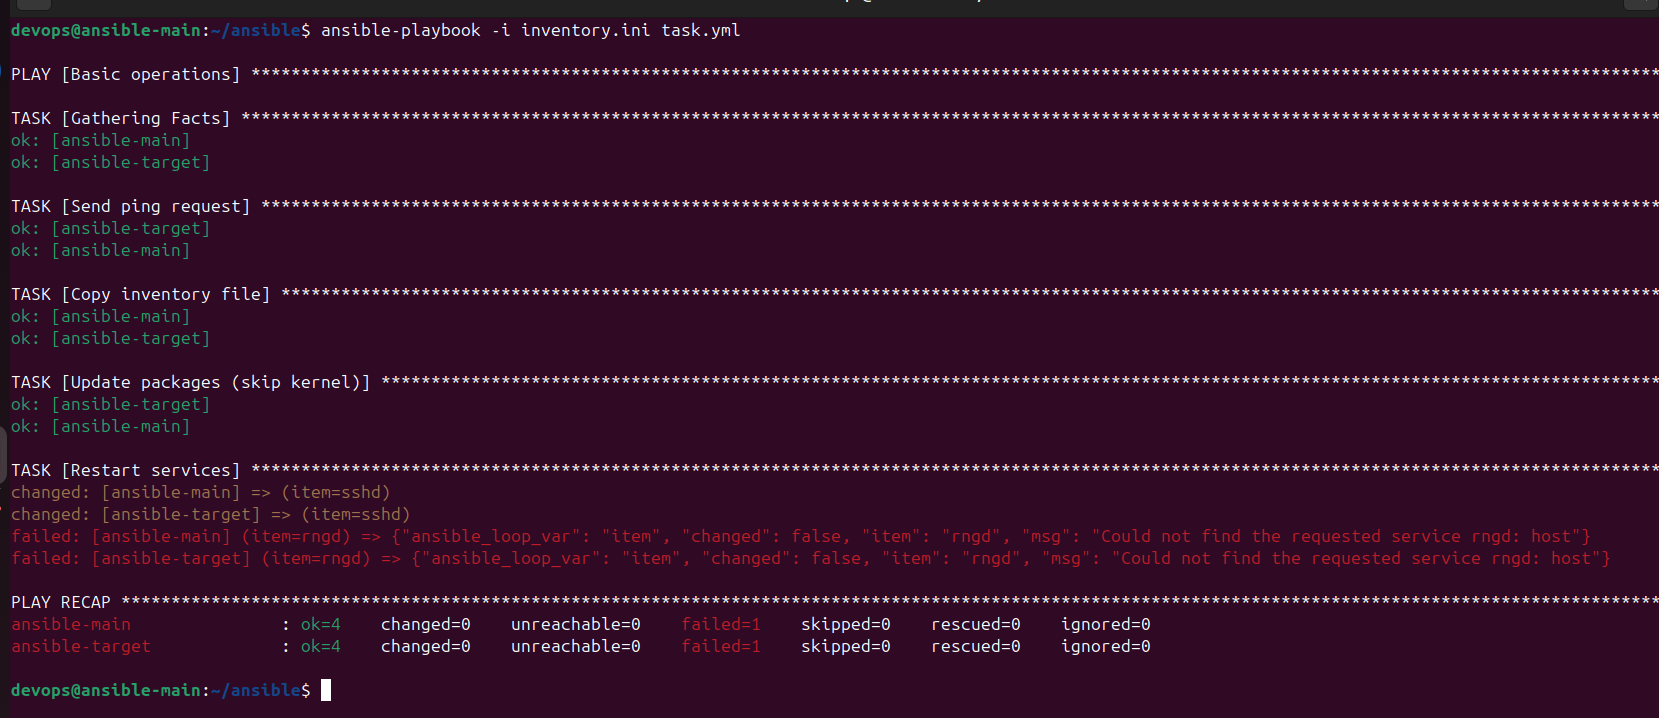 devops@ansible-main:~/ansible$ ansible-playbook -i inventory.ini task.yml
PLAY [Basic operations] ********************************************************************************************************************************************
TASK [Gathering Facts] *********************************************************************************************************************************************
ok: [ansible-main]
ok: [ansible-target]
TASK [Send ping request] *******************************************************************************************************************************************
ok: [ansible-target]
ok: [ansible-main]
TASK [Copy inventory file] *****************************************************************************************************************************************
ok: [ansible-main]
ok: [ansible-target]
TASK [Update packages (skip kernel)] *******************************************************************************************************************************
ok: [ansible-target]
ok: [ansible-main]
TASK [Restart services] ********************************************************************************************************************************************
changed: [ansible-main] => (item=sshd)
changed: [ansible-target] => (item=sshd)
failed: [ansible-main] (item=rngd) => {"ansible_loop_var": "item", "changed": false, "item": "rngd", "msg": "Could not find the requested service rngd: host"}
failed: [ansible-target] (item=rngd) => {"ansible_loop_var": "item", "changed": false, "item": "rngd", "msg": "Could not find the requested service rngd: host"}
PLAY RECAP *********************************************************************************************************************************************************
ansible-main               : ok=4    changed=0    unreachable=0    failed=1    skipped=0    rescued=0    ignored=0
ansible-target             : ok=4    changed=0    unreachable=0    failed=1    skipped=0    rescued=0    ignored=0
devops@ansible-main:~/ansible$